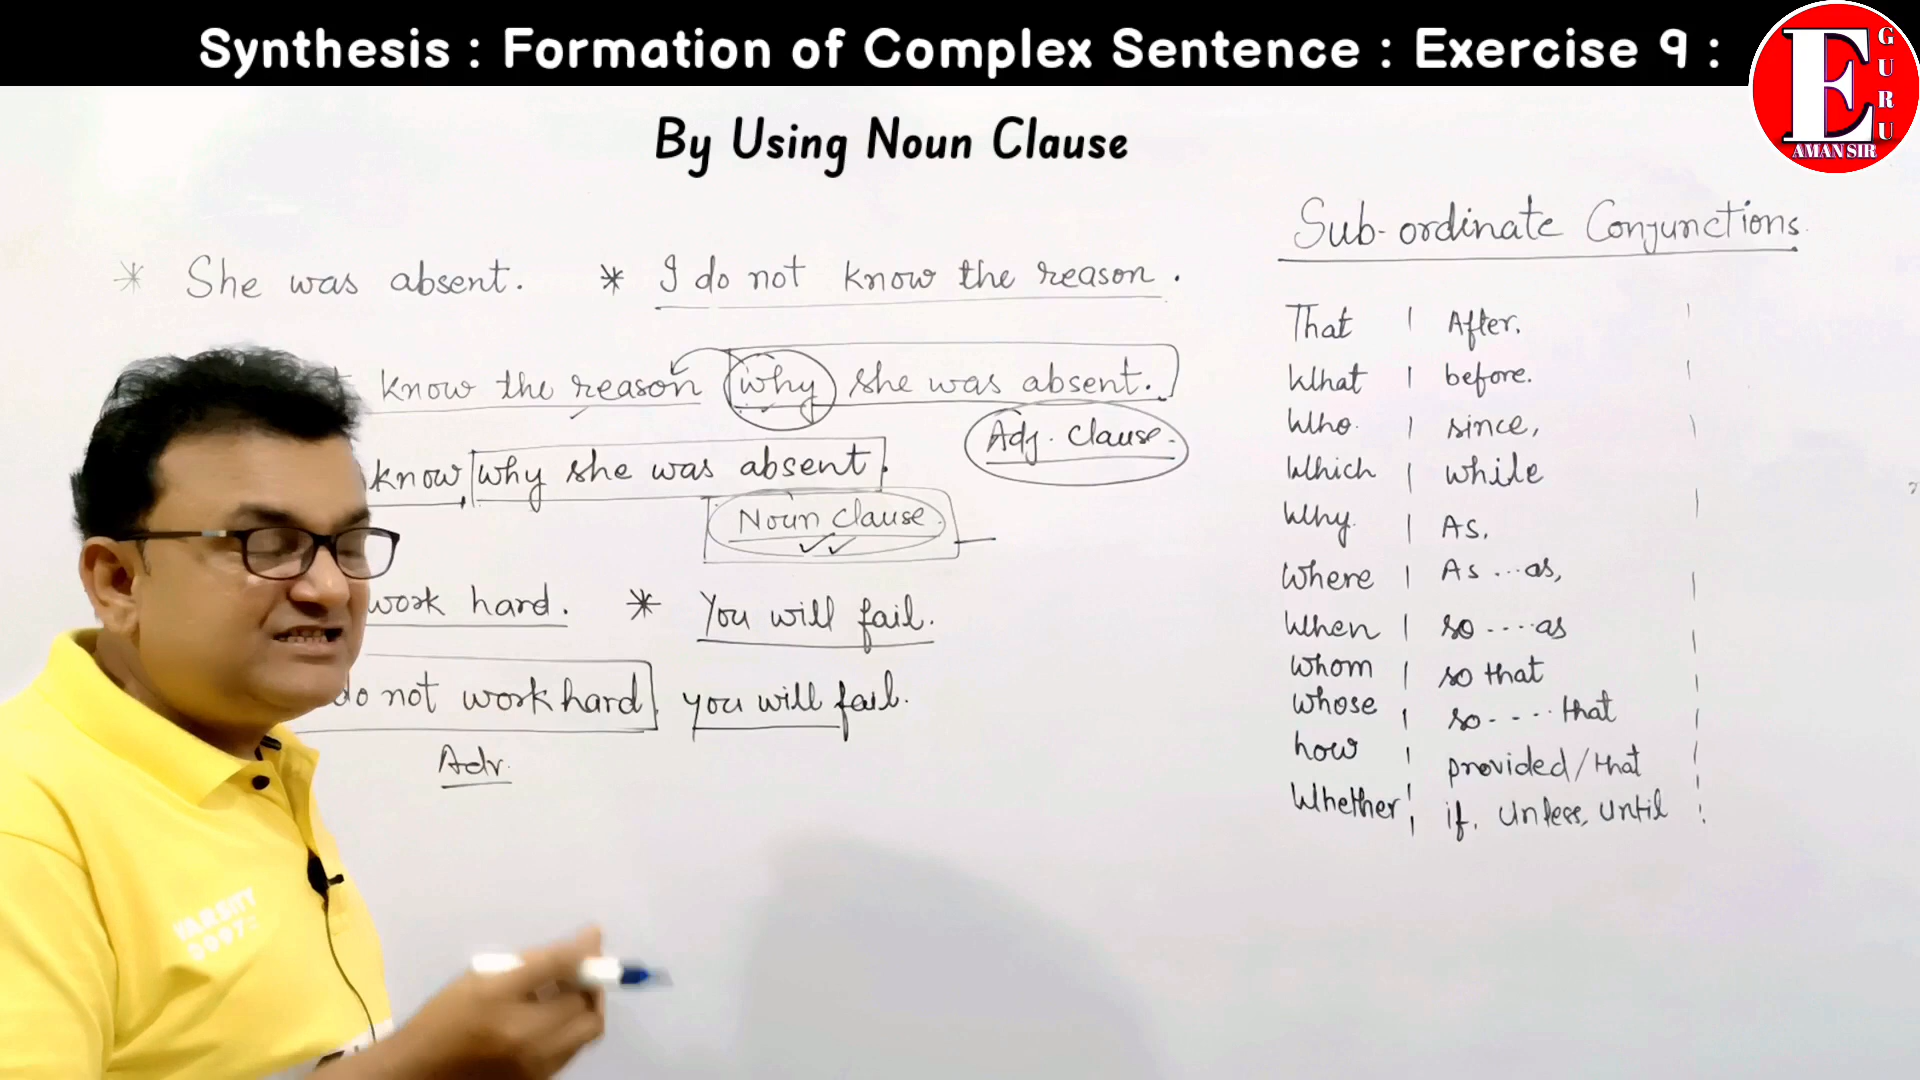 Synthesis : Formation of Complex Sentence : Exercise 9 :
E GURU
AMAN SIR
By Using Noun Clause
* She was absent. * I do not know the reason.
know the reason why she was absent.
Adj. Clause.
know, why she was absent.
Noun Clause.
work hard. * You will fail.
do not work hard, you will fail.
Adv.
Sub-ordinate Conjunctions
That | After.
What | before.
Who. | since,
Which | while
Why. | As.
Where | As ...as,
When | so ....as
whom | so that
whose | so---- that
how | provided/that
Whether | if, unless, until
VARSITY